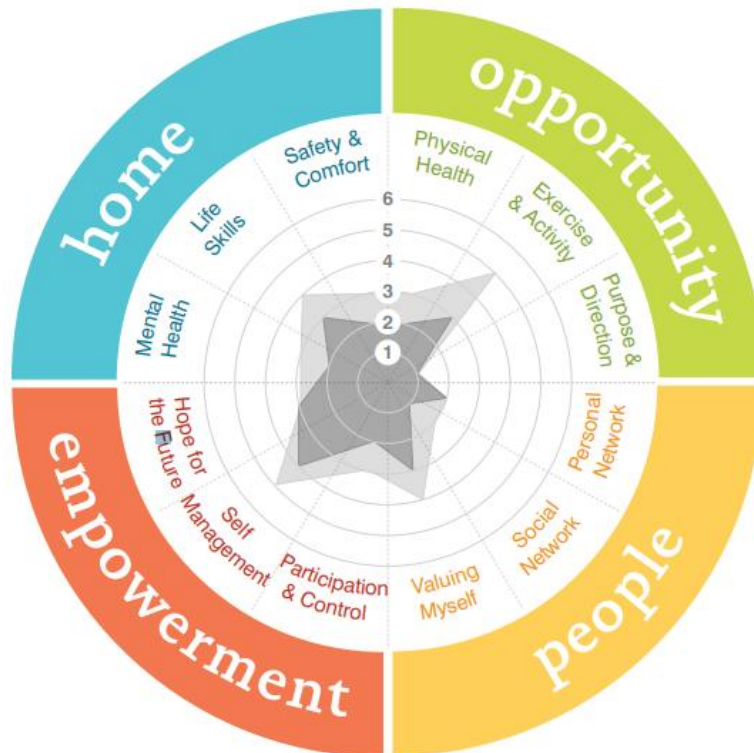 home
opportunity
Safety &
Comfort
Physical
Health
Life
Skills
Exercise
& Activity
Mental
Health
Purpose &
Direction
6
5
4
3
2
1
Hope for
the Future
Personal
Network
Self
Management
Social
Network
Participation
& Control
Valuing
Myself
empowerment
people